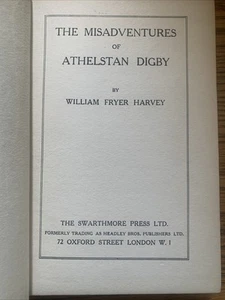 THE MISADVENTURES
OF
ATHELSTAN DIGBY
BY
WILLIAM FRYER HARVEY
THE SWARTHMORE PRESS LTD.
FORMERLY TRADING AS HEADLEY BROS. PUBLISHERS LTD.
72 OXFORD STREET LONDON W. 1